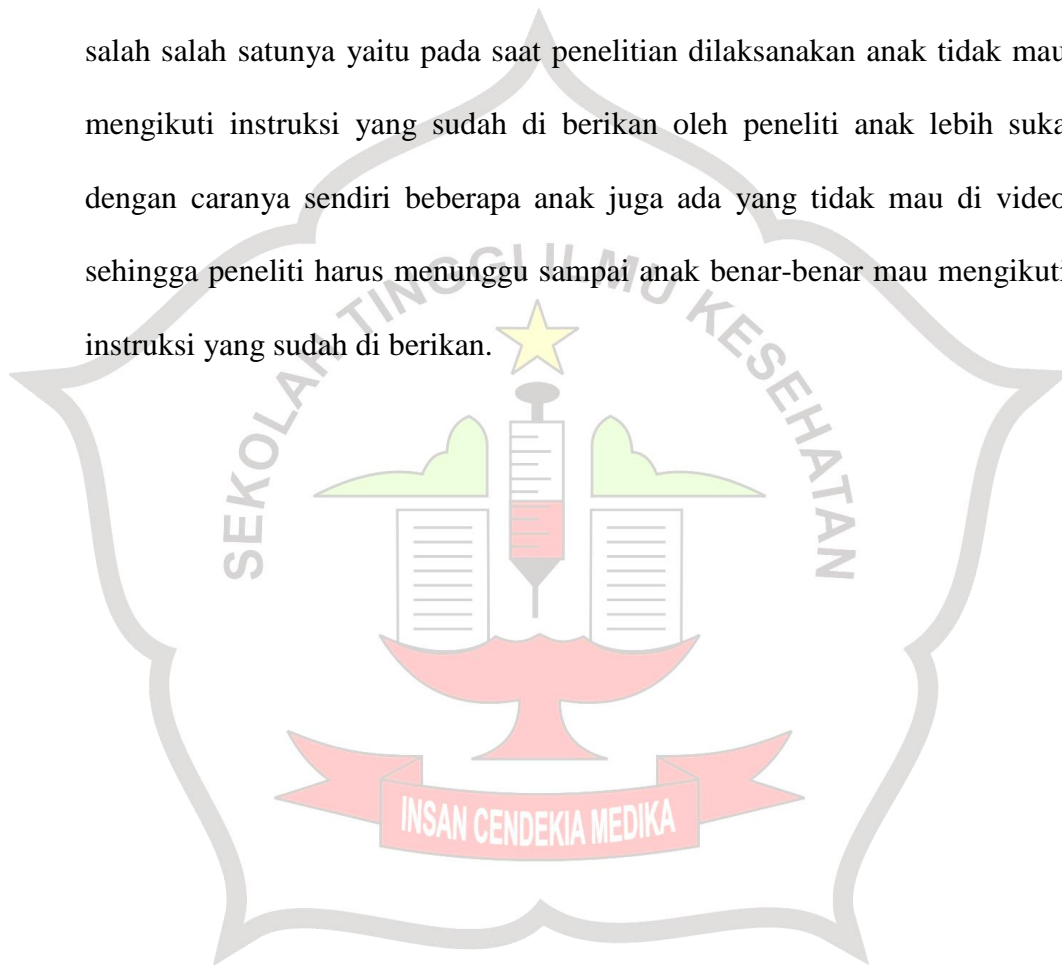 salah salah satunya yaitu pada saat penelitian dilaksanakan anak tidak mau
mengikuti instruksi yang sudah di berikan oleh peneliti anak lebih suka
dengan caranya sendiri beberapa anak juga ada yang tidak mau di video
sehingga peneliti harus menunggu sampai anak benar-benar mau mengikuti
instruksi yang sudah di berikan.
SEKOLAH TINGGI ILMU KESEHATAN
INSAN CENDEKIA MEDIKA